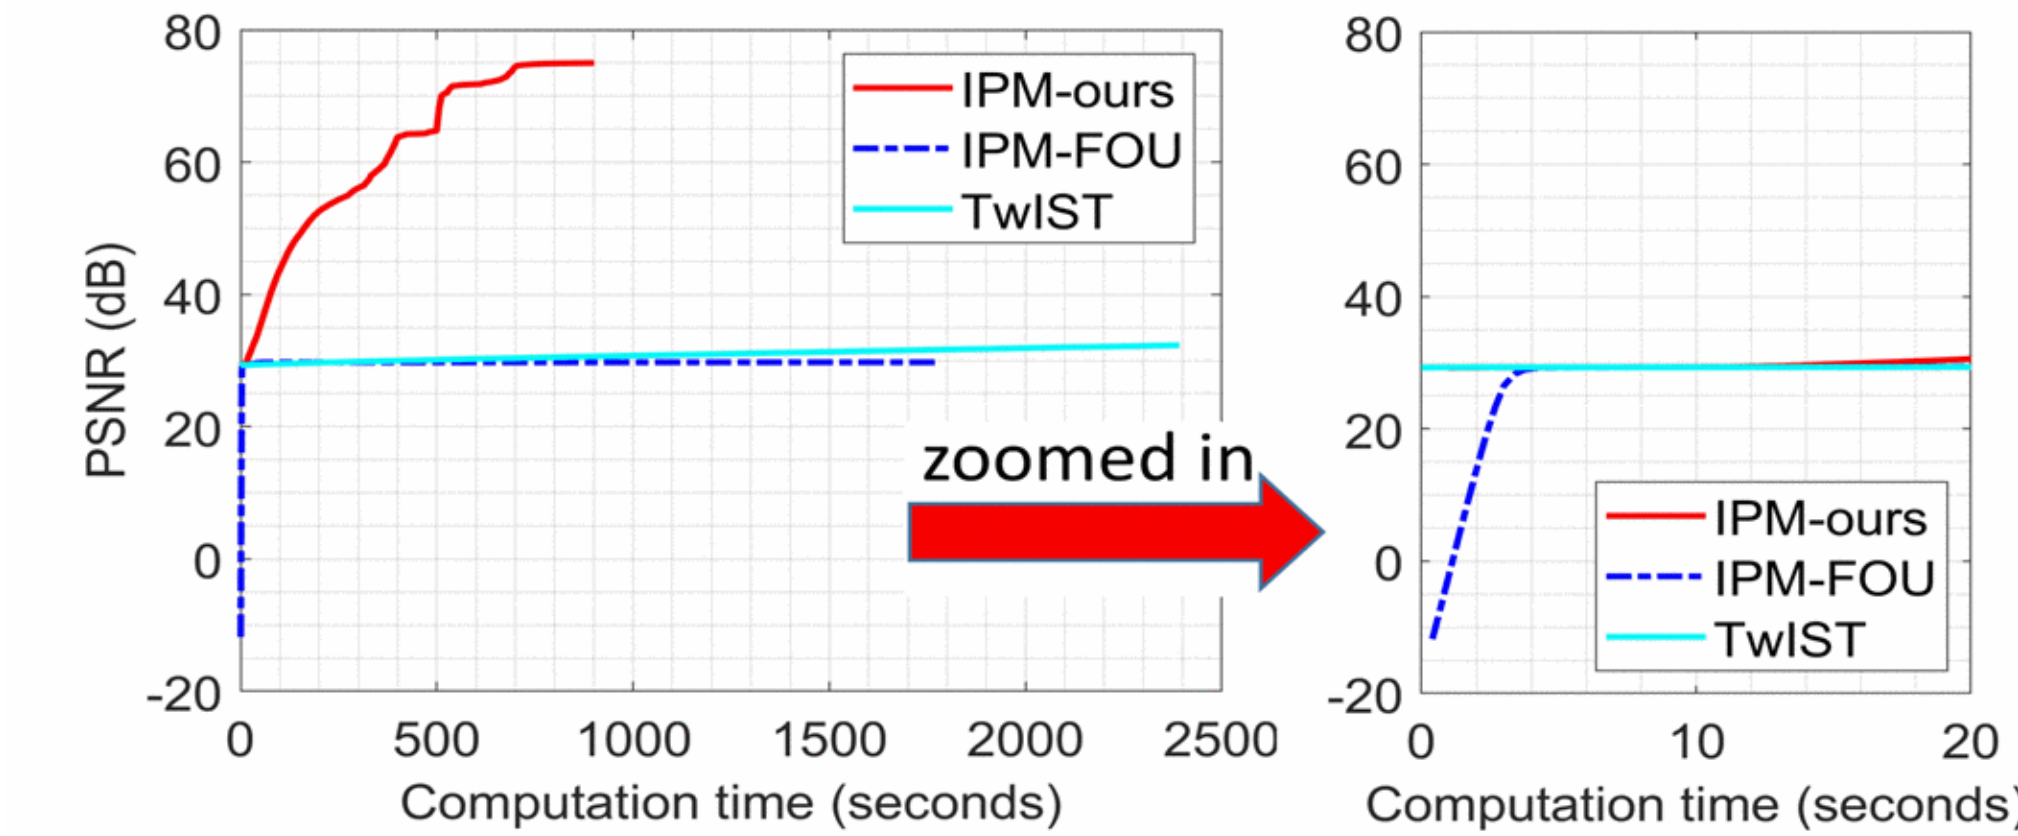 80
60
40
20
0
-20
PSNR (dB)
0 500 1000 1500 2000 2500
Computation time (seconds)
IPM-ours
IPM-FOU
TwIST
zoomed in
80
60
40
20
0
-20
0 10 20
Computation time (seconds)
IPM-ours
IPM-FOU
TwIST